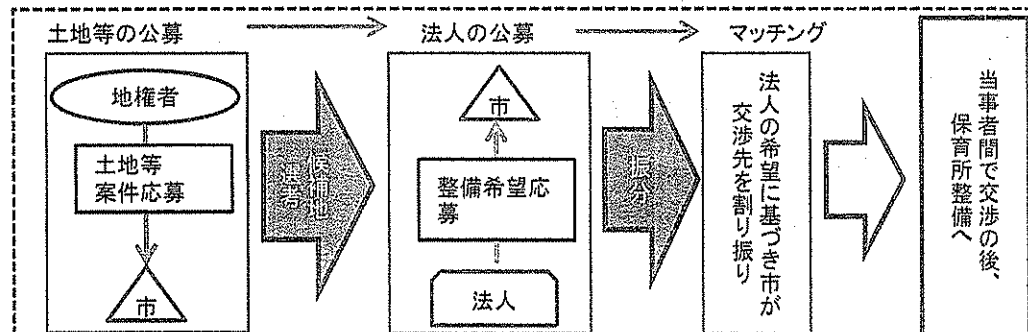 土地等の公募
法人の公募
マッチング
地権者
土地等
案件応募
市
候補地
選考
市
整備希望応
募
法人
振分
法人の希望に基づき市が
交渉先を割り振り
当事者間で交渉の後、
保育所整備へ